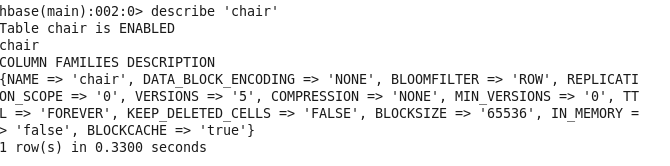 hbase(main):002:0> describe 'chair'
Table chair is ENABLED
chair
COLUMN FAMILIES DESCRIPTION
{NAME => 'chair', DATA_BLOCK_ENCODING => 'NONE', BLOOMFILTER => 'ROW', REPLICATI
ON_SCOPE => '0', VERSIONS => '5', COMPRESSION => 'NONE', MIN_VERSIONS => '0', TT
L => 'FOREVER', KEEP_DELETED_CELLS => 'FALSE', BLOCKSIZE => '65536', IN_MEMORY =
> 'false', BLOCKCACHE => 'true'}
1 row(s) in 0.3300 seconds